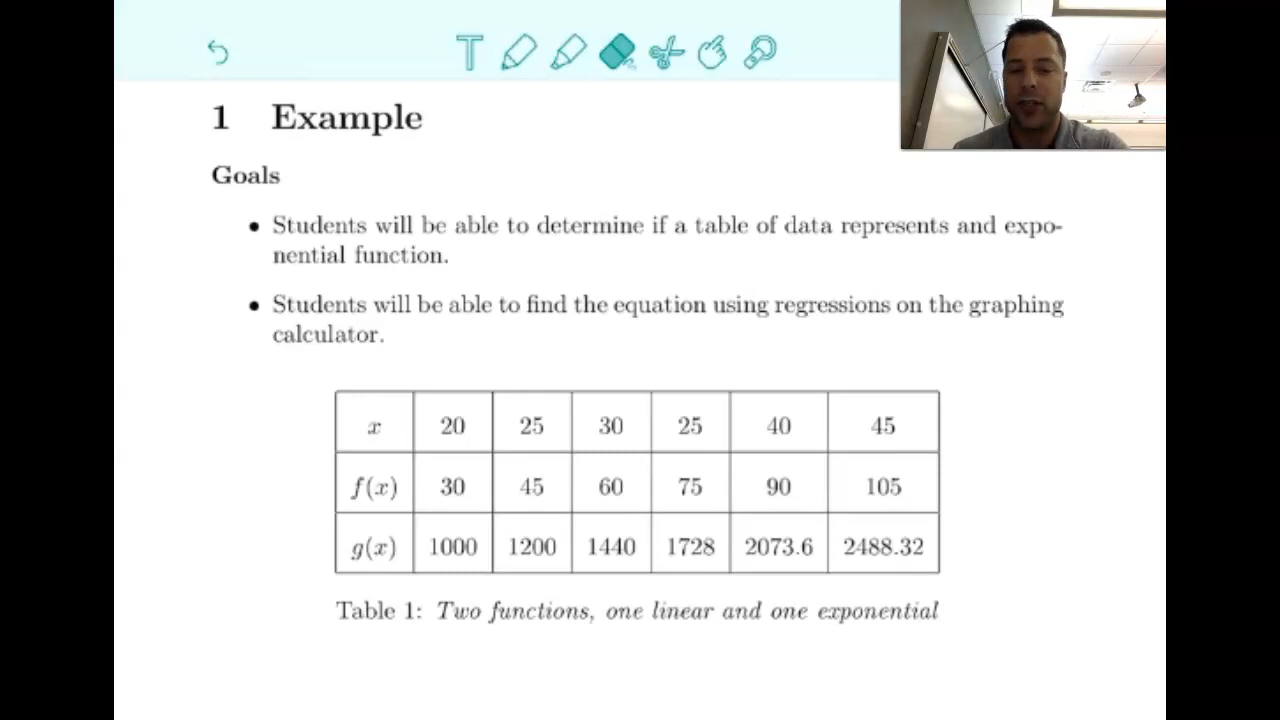 T
1 Example
Goals
• Students will be able to determine if a table of data represents and expo-
nential function.
• Students will be able to find the equation using regressions on the graphing
calculator.
x 20 25 30 25 40 45
f(x) 30 45 60 75 90 105
g(x) 1000 1200 1440 1728 2073.6 2488.32
Table 1: Two functions, one linear and one exponential